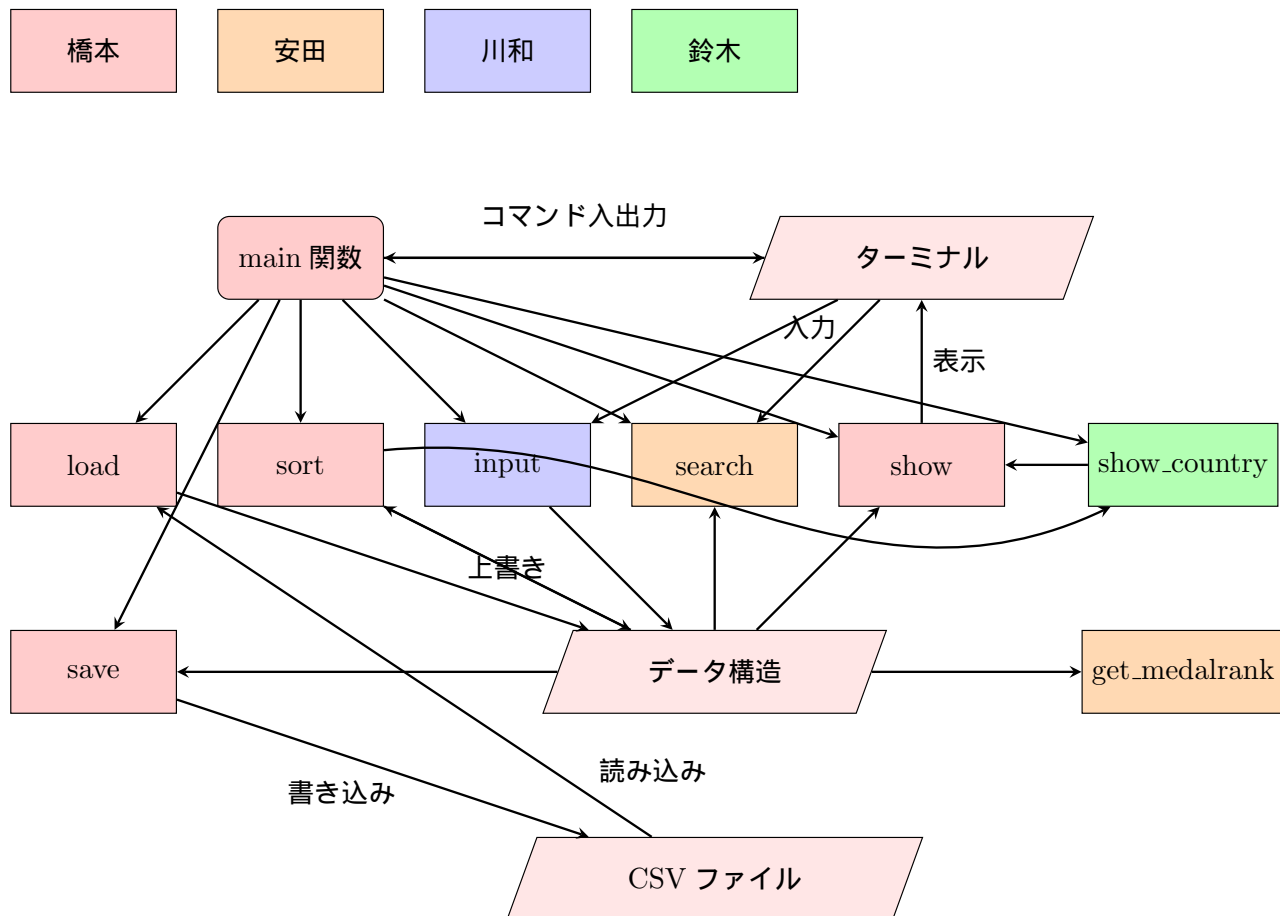 橋本
安田
川和
鈴木
コマンド入出力
main 関数
ターミナル
入力
表示
load
sort
input
search
show
show_country
上書き
save
データ構造
get_medalrank
読み込み
書き込み
CSV ファイル